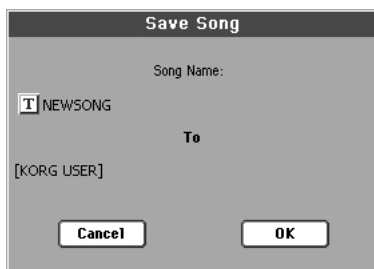 Save Song
Song Name:
T NEWSONG
To
[KORG USER]
Cancel OK